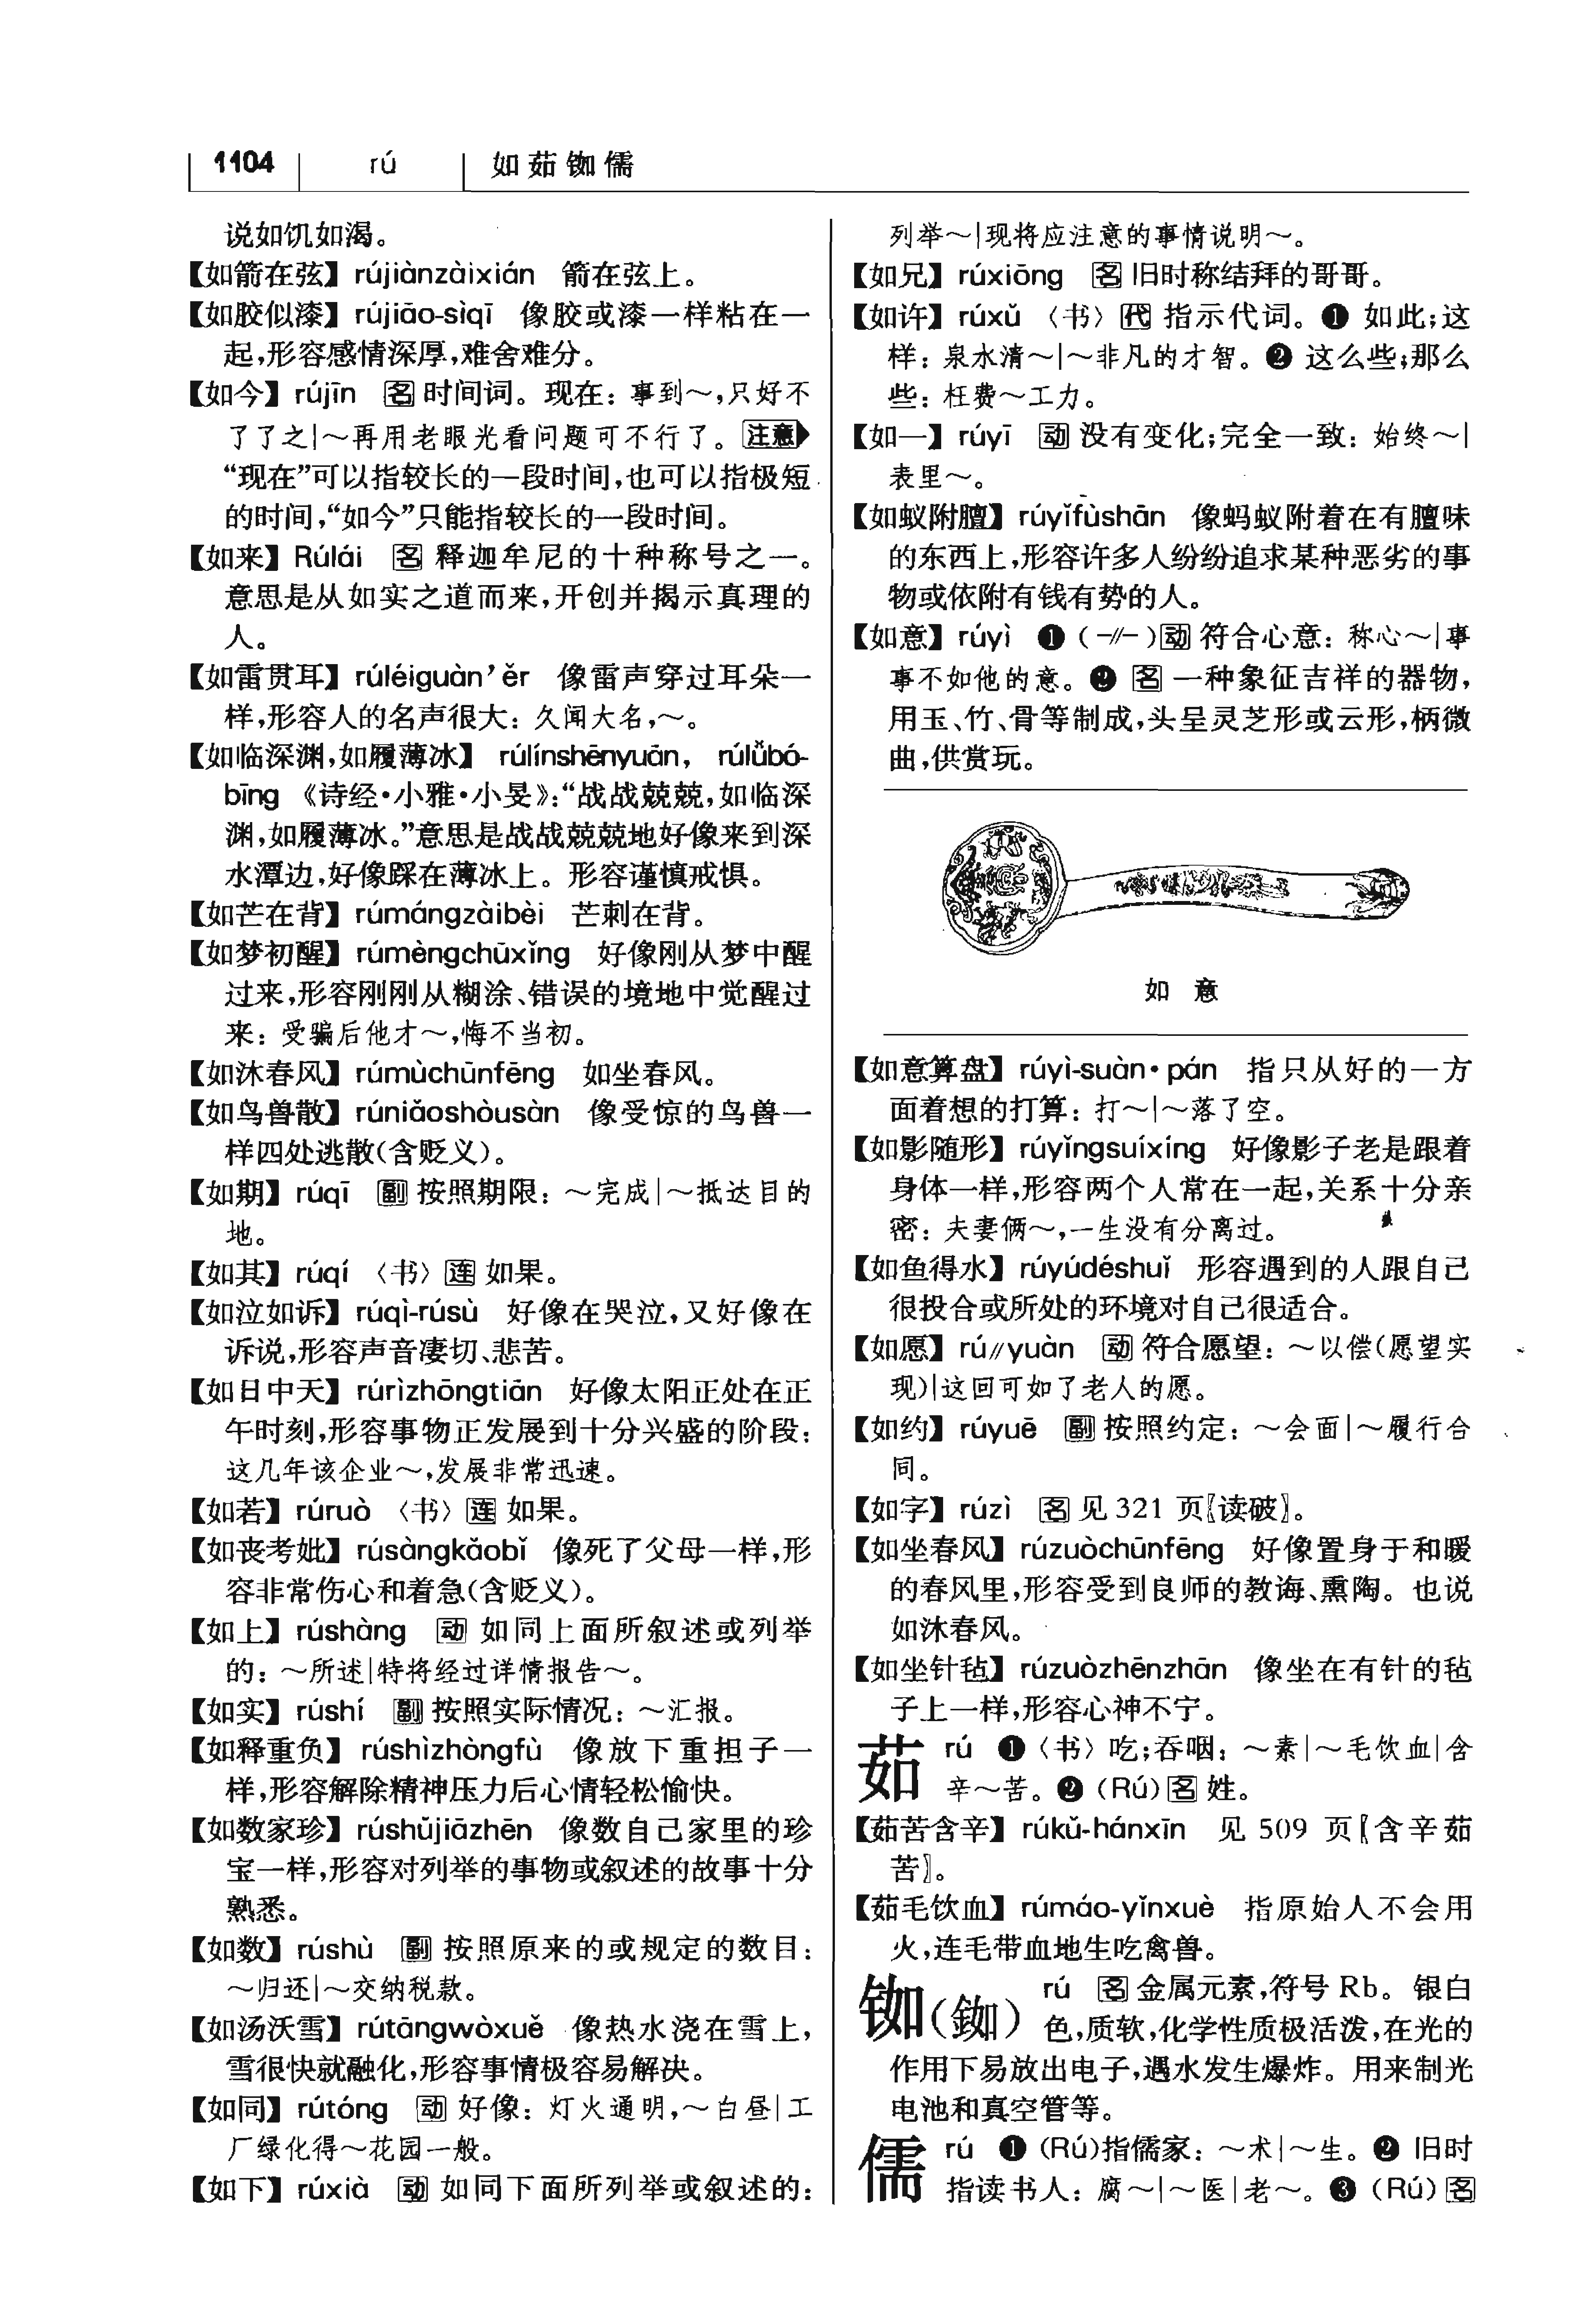 1104 rú 如茹铷儒
说如饥如渴。
【如箭在弦】 rújiànzàixián 箭在弦上。
【如胶似漆】 rújiāo-sìqī 像胶或漆一样粘在一
起,形容感情深厚,难舍难分。
【如今】 rújīn 名 时间词。现在：事到～,只好不
了了之|～再用老眼光看问题可不行了。 注意
“现在”可以指较长的一段时间,也可以指极短
的时间,“如今”只能指较长的一段时间。
【如来】 Rúlái 名 释迦牟尼的十种称号之一。
意思是从如实之道而来,开创并揭示真理的
人。
【如雷贯耳】 rúléiguàn’ěr 像雷声穿过耳朵一
样,形容人的名声很大：久闻大名,～。
【如临深渊,如履薄冰】 rúlínshēnyuān, rúlǚbó-
bīng 《诗经·小雅·小旻》:“战战兢兢,如临深
渊,如履薄冰。”意思是战战兢兢地好像来到深
水潭边,好像踩在薄冰上。形容谨慎戒惧。
【如芒在背】 rúmángzàibèi 芒刺在背。
【如梦初醒】 rúmèngchūxǐng 好像刚从梦中醒
过来,形容刚刚从糊涂、错误的境地中觉醒过
来：受骗后他才～,悔不当初。
【如沐春风】 rúmùchūnfēng 如坐春风。
【如鸟兽散】 rúniǎoshòusàn 像受惊的鸟兽一
样四处逃散(含贬义)。
【如期】 rúqī 副 按照期限：～完成|～抵达目的
地。
【如其】 rúqí 〈书〉 连 如果。
【如泣如诉】 rúqì-rúsù 好像在哭泣,又好像在
诉说,形容声音凄切、悲苦。
【如日中天】 rúrìzhōngtiān 好像太阳正处在正
午时刻,形容事物正发展到十分兴盛的阶段：
这几年该企业～,发展非常迅速。
【如若】 rúruò 〈书〉 连 如果。
【如丧考妣】 rúsàngkǎobǐ 像死了父母一样,形
容非常伤心和着急(含贬义)。
【如上】 rúshàng 动 如同上面所叙述或列举
的：～所述|特将经过详情报告～。
【如实】 rúshí 副 按照实际情况：～汇报。
【如释重负】 rúshìzhòngfù 像放下重担子一
样,形容解除精神压力后心情轻松愉快。
【如数家珍】 rúshǔjiāzhēn 像数自己家里的珍
宝一样,形容对列举的事物或叙述的故事十分
熟悉。
【如数】 rúshù 副 按照原来的或规定的数目：
～归还|～交纳税款。
【如汤沃雪】 rútāngwòxuě 像热水浇在雪上,
雪很快就融化,形容事情极容易解决。
【如同】 rútóng 动 好像：灯火通明,～白昼|工
厂绿化得～花园一般。
【如下】 rúxià 动 如同下面所列举或叙述的：
列举～|现将应注意的事情说明～。
【如兄】 rúxiōng 名 旧时称结拜的哥哥。
【如许】 rúxǔ 〈书〉 代 指示代词。❶ 如此;这
样：泉水清～|～非凡的才智。❷ 这么些;那么
些：枉费～工力。
【如一】 rúyī 动 没有变化;完全一致：始终～|
表里～。
【如蚁附膻】 rúyǐfùshān 像蚂蚁附着在有膻味
的东西上,形容许多人纷纷追求某种恶劣的事
物或依附有钱有势的人。
【如意】 rúyì ❶ (-//-)动 符合心意：称心～|事
事不如他的意。❷ 名 一种象征吉祥的器物,
用玉、竹、骨等制成,头呈灵芝形或云形,柄微
曲,供赏玩。
如 意
【如意算盘】 rúyì-suàn·pán 指只从好的一方
面着想的打算：打～|～落了空。
【如影随形】 rúyǐngsuíxíng 好像影子老是跟着
身体一样,形容两个人常在一起,关系十分亲
密：夫妻俩～,一生没有分离过。
【如鱼得水】 rúyúdéshuǐ 形容遇到的人跟自己
很投合或所处的环境对自己很适合。
【如愿】 rú//yuàn 动 符合愿望：～以偿(愿望实
现)|这回可如了老人的愿。
【如约】 rúyuē 副 按照约定：～会面|～履行合
同。
【如字】 rúzì 名 见 321 页〖读破〗。
【如坐春风】 rúzuòchūnfēng 好像置身于和暖
的春风里,形容受到良师的教诲、熏陶。也说
如沐春风。
【如坐针毡】 rúzuòzhēnzhān 像坐在有针的毡
子上一样,形容心神不宁。
茹 rú ❶〈书〉吃;吞咽：～素|～毛饮血|含
辛～苦。❷ (Rú)名 姓。
【茹苦含辛】 rúkǔ-hánxīn 见 509 页〖含辛茹
苦〗。
【茹毛饮血】 rúmáo-yǐnxuè 指原始人不会用
火,连毛带血地生吃禽兽。
铷(銣) rú 名 金属元素,符号 Rb。银白
色,质软,化学性质极活泼,在光的
作用下易放出电子,遇水发生爆炸。用来制光
电池和真空管等。
儒 rú ❶ (Rú)指儒家：～术|～生。❷ 旧时
指读书人：腐～|～医|老～。❸ (Rú)名